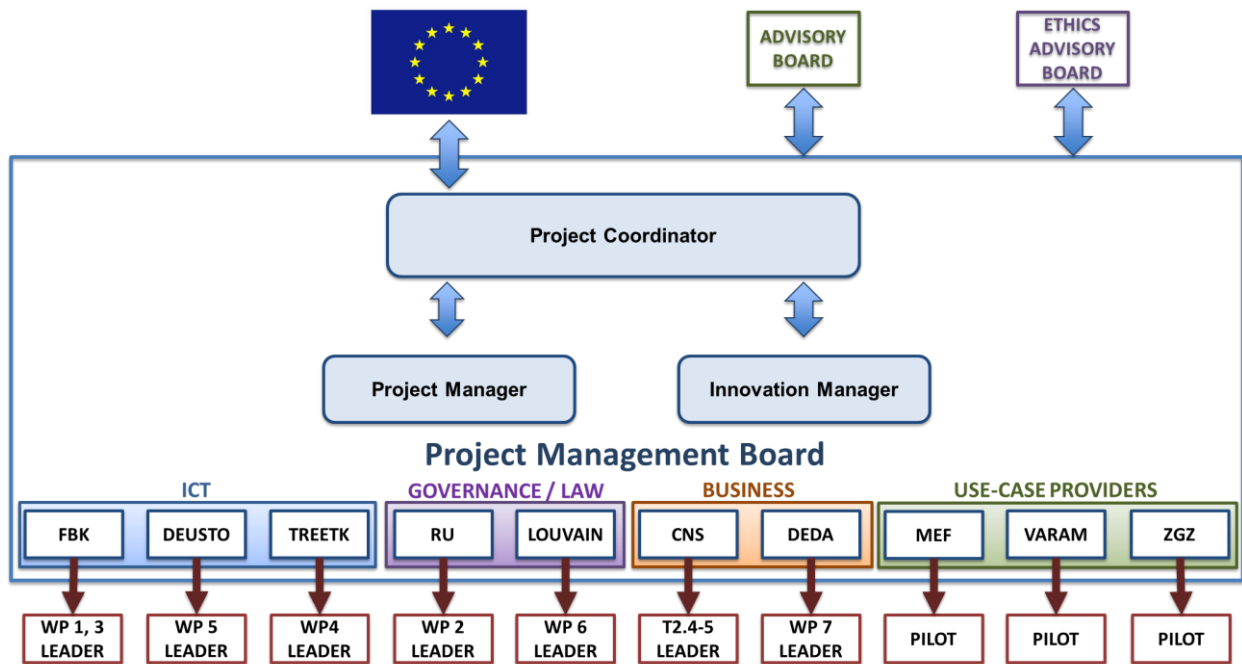 ADVISORY
BOARD
ETHICS
ADVISORY
BOARD
Project Coordinator
Project Manager
Innovation Manager
Project Management Board
ICT
GOVERNANCE / LAW
BUSINESS
USE-CASE PROVIDERS
FBK
DEUSTO
TREETK
RU
LOUVAIN
CNS
DEDA
MEF
VARAM
ZGZ
WP 1, 3
LEADER
WP 5
LEADER
WP4
LEADER
WP 2
LEADER
WP 6
LEADER
T2.4-5
LEADER
WP 7
LEADER
PILOT
PILOT
PILOT